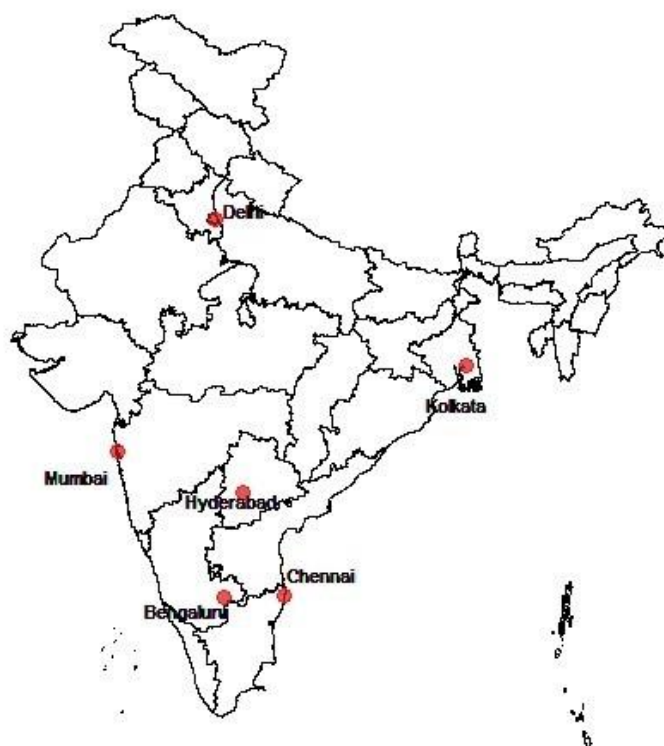 Delhi
Kolkata
Mumbai
Hyderabad
Chennai
Bengaluru